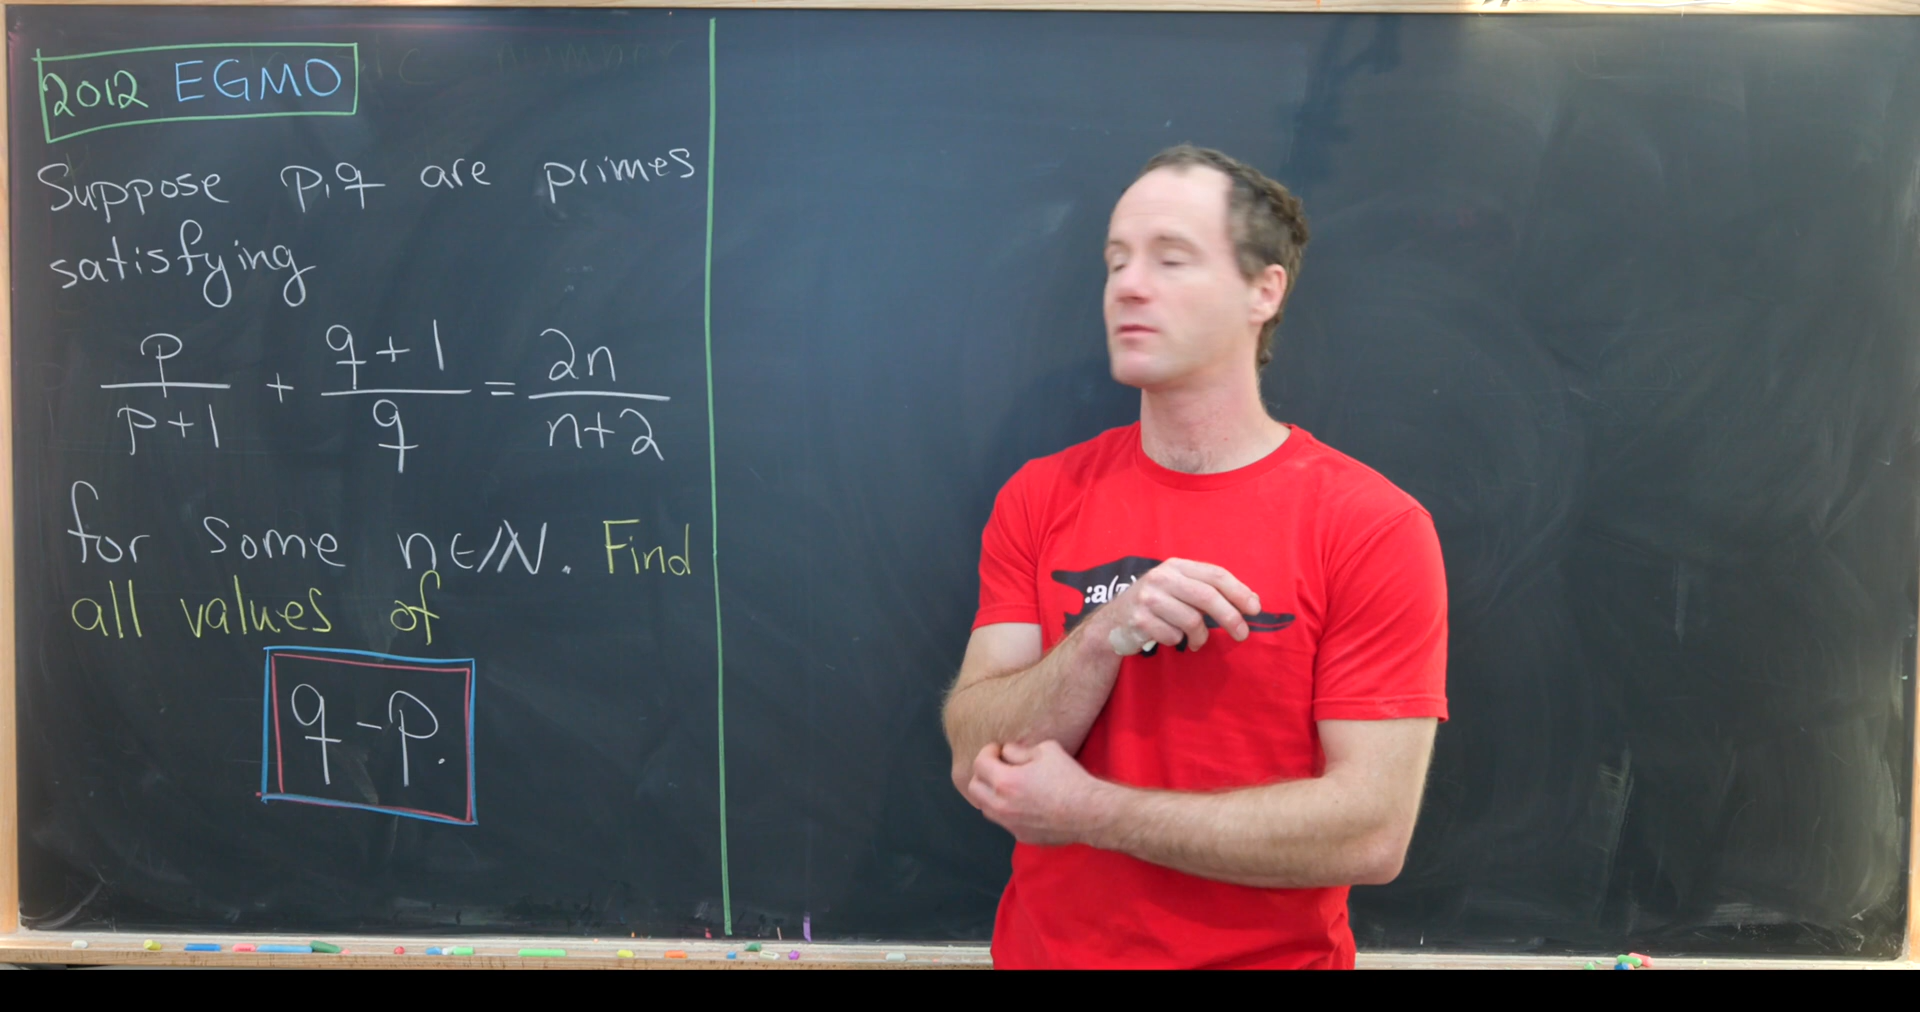 2012 EGMO
Suppose p,q are primes
satisfying
p/(p+1) + (q+1)/q = 2n/(n+2)
for some n∈ℕ. Find
all values of
q-p.
:a(